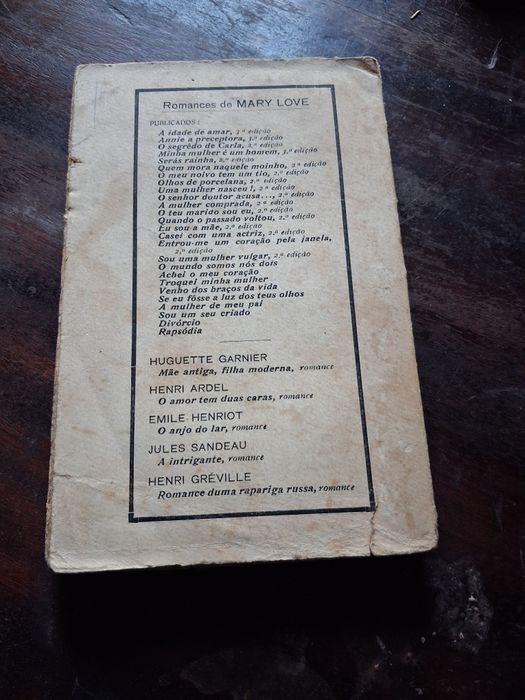 Romances de MARY LOVE
PUBLICADOS:
A idade de amar, 3.ª edição
Annie a preceptora, 3.ª edição
O segrêdo de Carla, 2.ª edição
Minha mulher é um homem, 3.ª edição
Serás rainha, 2.ª edição
Quem mora naquele moinho, 2.ª edição
O meu noivo tem um tio, 2.ª edição
Olhos de porcelana, 2.ª edição
Uma mulher nasceu!, 2.ª edição
O senhor doutor acusa..., 2.ª edição
A mulher comprada, 2.ª edição
O teu marido sou eu, 2.ª edição
Quando o passado voltou, 2.ª edição
Eu sou a mãe, 2.ª edição
Casei com uma actriz, 2.ª edição
Entrou-me um coração pela janela,
2.ª edição
Sou uma mulher vulgar, 2.ª edição
O mundo somos nós dois
Achei o meu coração
Troquei minha mulher
Venho dos braços da vida
Se eu fôsse a luz dos teus olhos
A mulher de meu pai
Sou um seu criado
Divórcio
Rapsódia
HUGUETTE GARNIER
Mãe antiga, filha moderna, romance
HENRI ARDEL
O amor tem duas caras, romance
EMILE HENRIOT
O anjo do lar, romance
JULES SANDEAU
A intrigante, romance
HENRI GRÉVILLE
Romance duma rapariga russa, romance